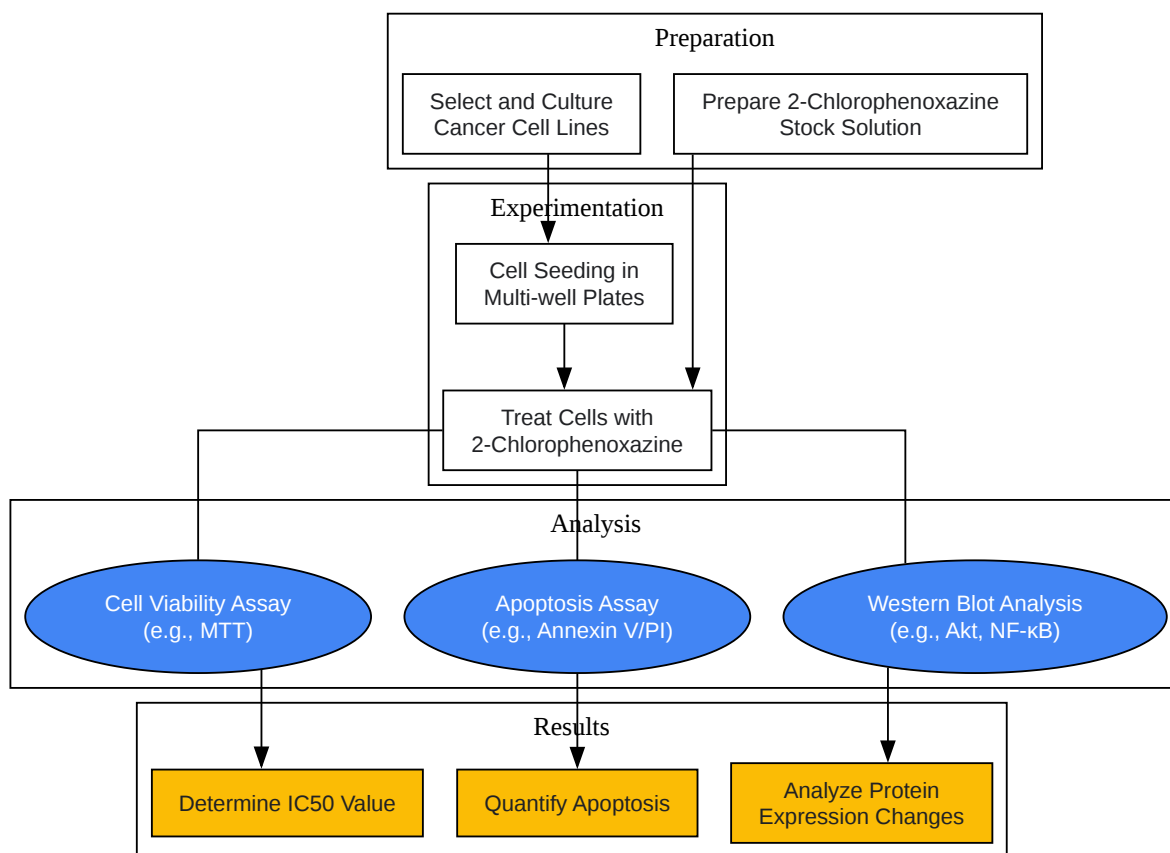 Preparation
Select and Culture
Cancer Cell Lines
Prepare 2-Chlorophenoxazine
Stock Solution
Experimentation
Cell Seeding in
Multi-well Plates
Treat Cells with
2-Chlorophenoxazine
Analysis
Cell Viability Assay
(e.g., MTT)
Apoptosis Assay
(e.g., Annexin V/PI)
Western Blot Analysis
(e.g., Akt, NF-κB)
Results
Determine IC50 Value
Quantify Apoptosis
Analyze Protein
Expression Changes